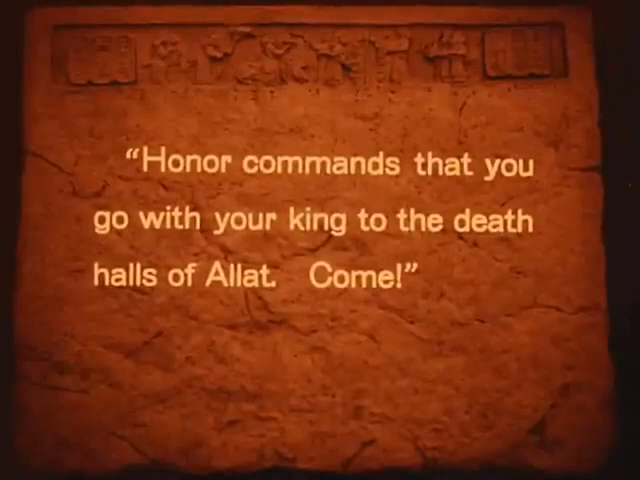 “Honor commands that you
go with your king to the death
halls of Allat. Come!”